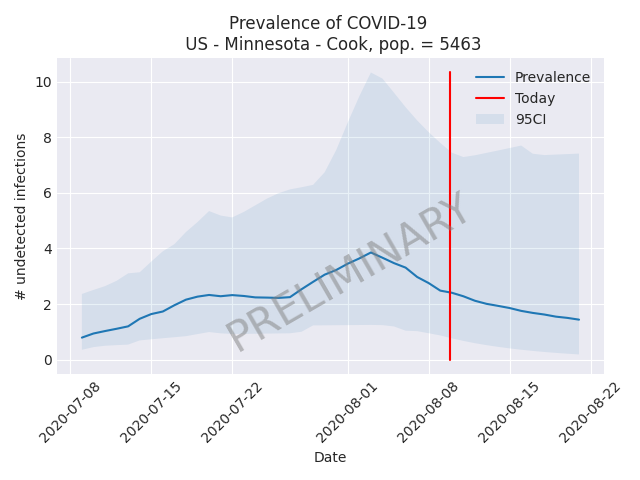 Prevalence of COVID-19
US - Minnesota - Cook, pop. = 5463
# undetected infections
10
8
6
4
2
0
Prevalence
Today
95CI
PRELIMINARY
2020-07-08
2020-07-15
2020-07-22
2020-08-01
2020-08-08
2020-08-15
2020-08-22
Date